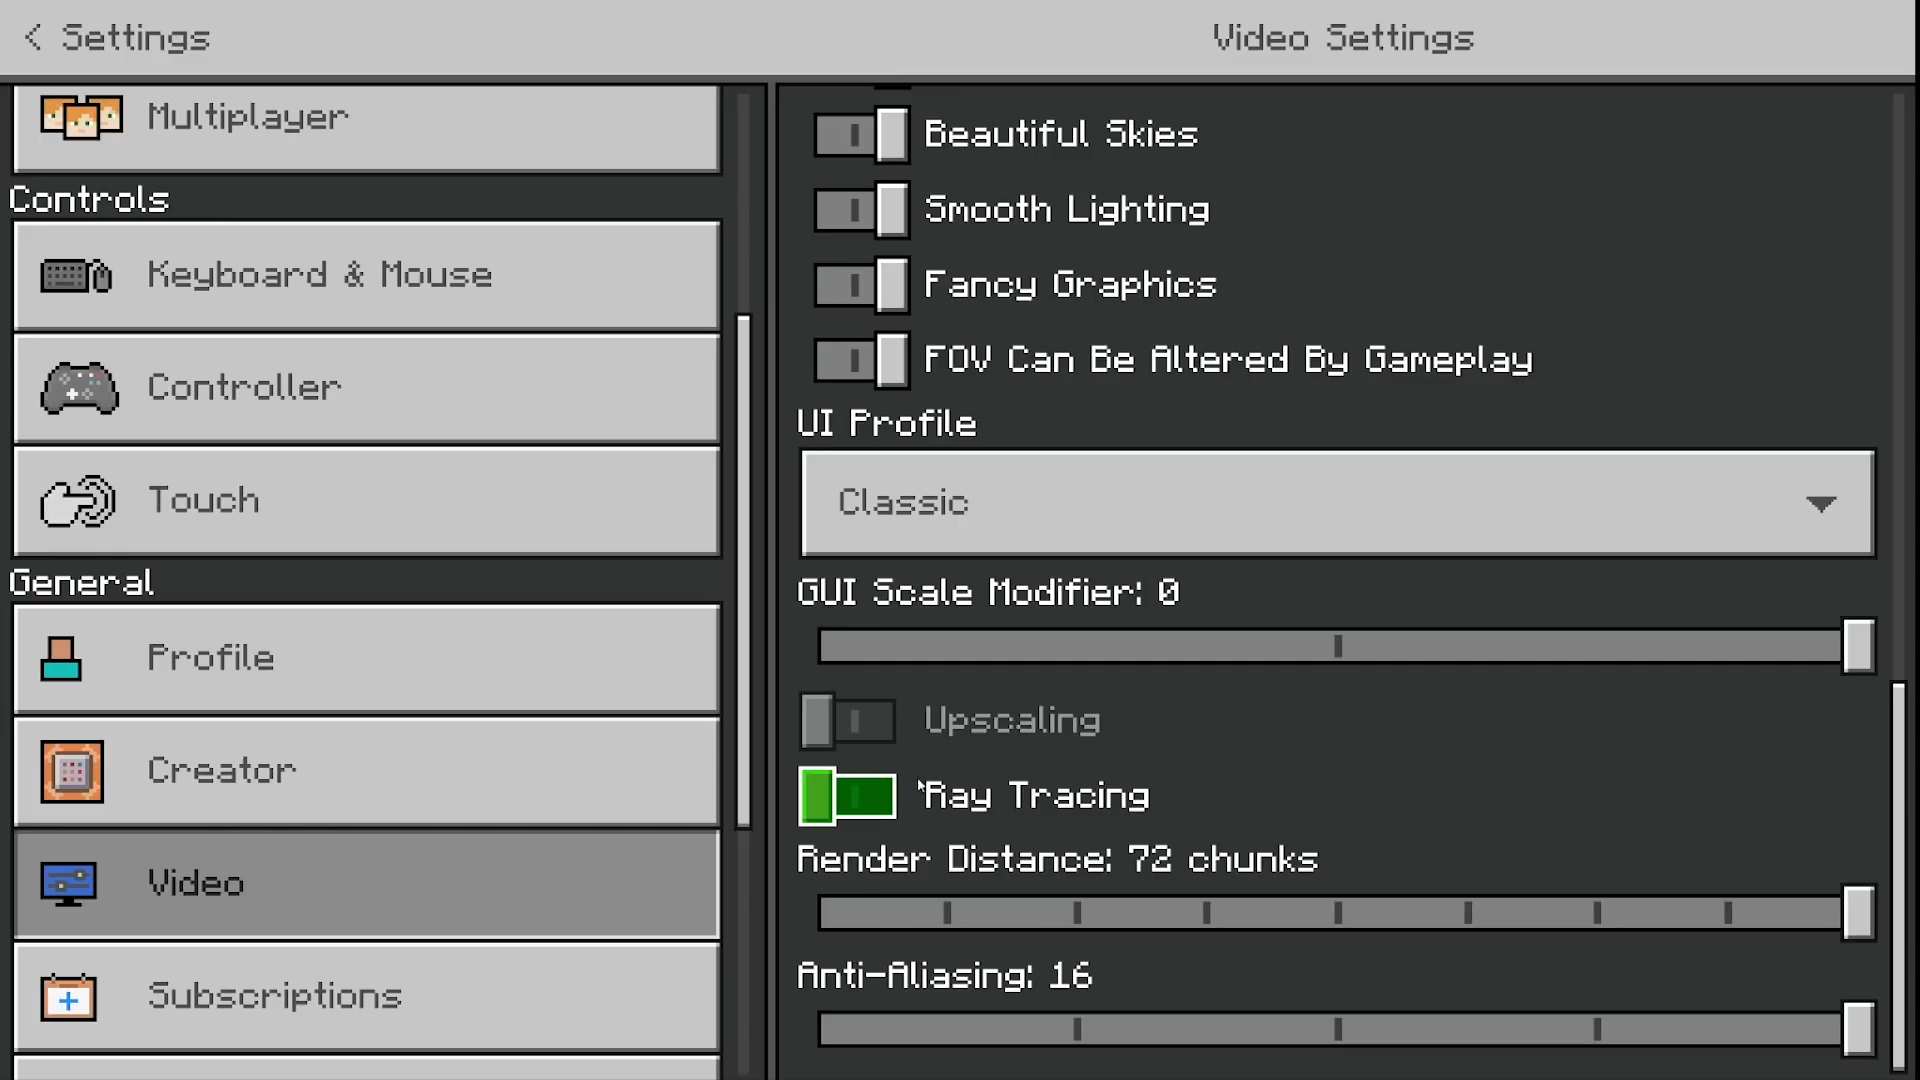 Settings
Video Settings
Multiplayer
Controls
Keyboard & Mouse
Controller
Touch
General
Profile
Creator
Video
Subscriptions
Beautiful Skies
Smooth Lighting
Fancy Graphics
FOV Can Be Altered By Gameplay
UI Profile
Classic
GUI Scale Modifier: 0
Upscaling
Ray Tracing
Render Distance: 72 chunks
Anti-Aliasing: 16